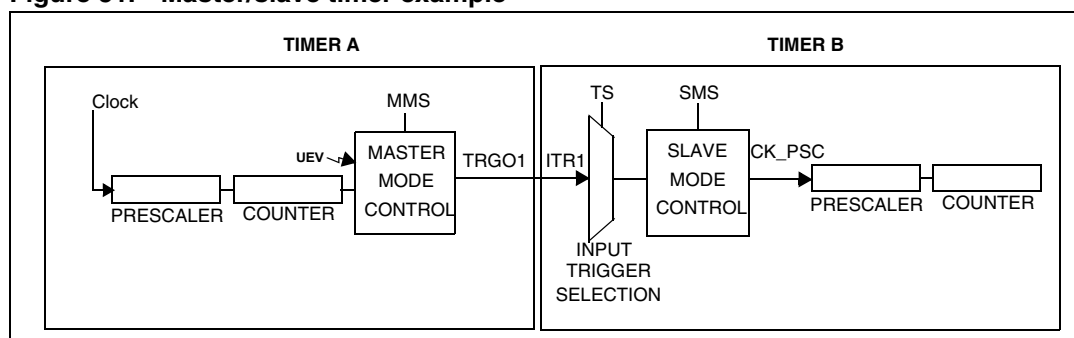 Figure 51. Master/slave timer example
TIMER A
TIMER B
Clock
MMS
TS
SMS
UEV
MASTER
MODE
CONTROL
TRGO1
ITR1
SLAVE
MODE
CONTROL
CK_PSC
PRESCALER
COUNTER
PRESCALER
COUNTER
INPUT
TRIGGER
SELECTION